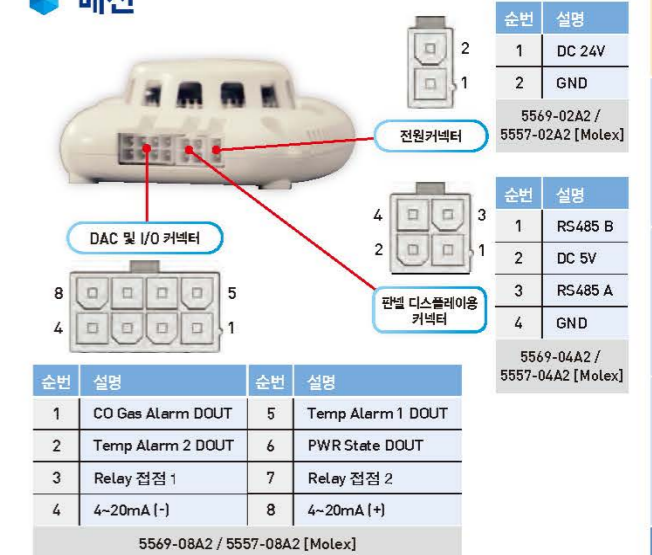 배선
2
1
전원커넥터
순번 설명
1 DC 24V
2 GND
5569-02A2 /
5557-02A2 [Molex]
4 3
2 1
판넬 디스플레이용
커넥터
순번 설명
1 RS485 B
2 DC 5V
3 RS485 A
4 GND
5569-04A2 /
5557-04A2 [Molex]
DAC 및 I/O 커넥터
8 5
4 1
순번 설명 순번 설명
1 CO Gas Alarm DOUT 5 Temp Alarm 1 DOUT
2 Temp Alarm 2 DOUT 6 PWR State DOUT
3 Relay 접점 1 7 Relay 접점 2
4 4~20mA (-) 8 4~20mA (+)
5569-08A2 / 5557-08A2 [Molex]